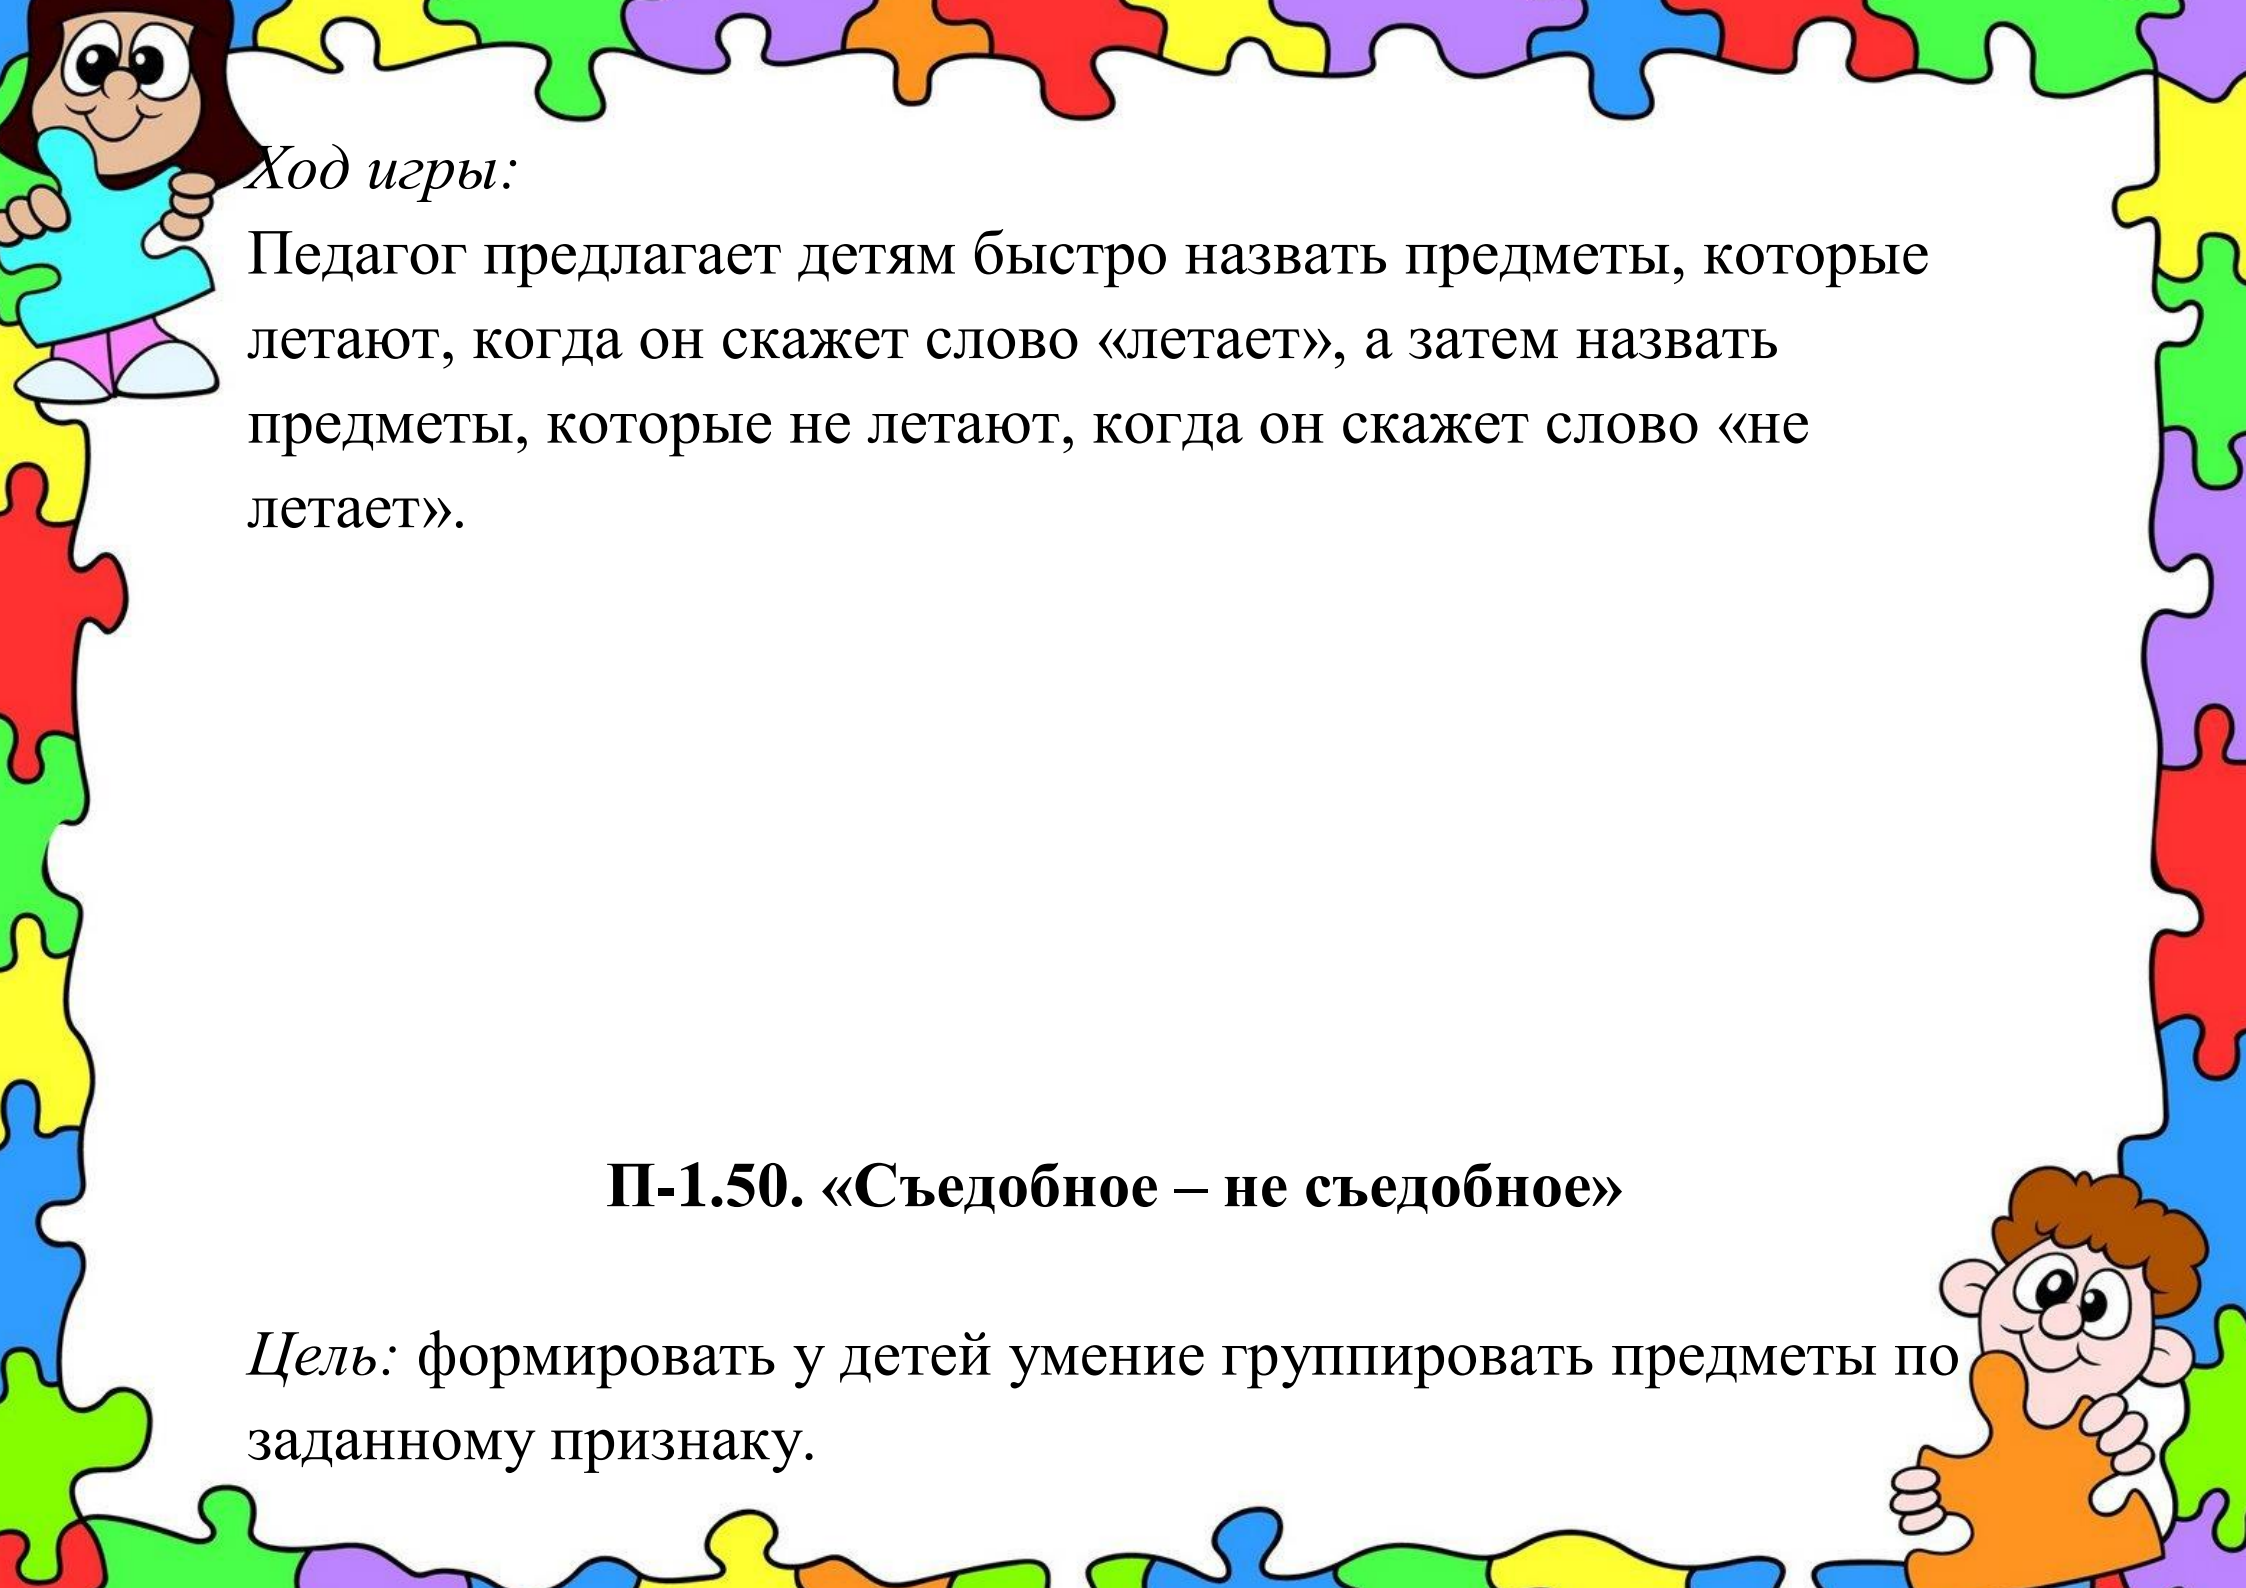 Ход игры:
Педагог предлагает детям быстро назвать предметы, которые
летают, когда он скажет слово «летает», а затем назвать
предметы, которые не летают, когда он скажет слово «не
летает».
П-1.50. «Съедобное – не съедобное»
Цель: формировать у детей умение группировать предметы по
заданному признаку.